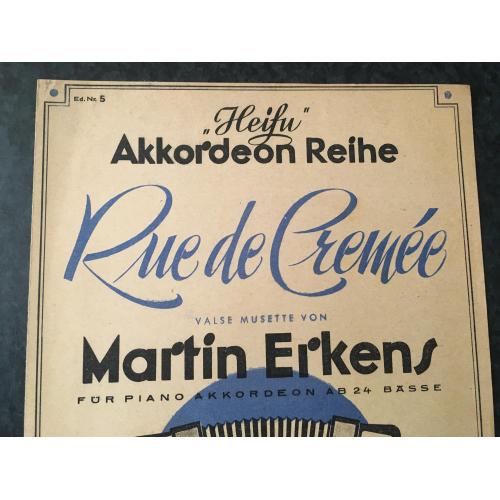 Ed. Nr. 5
„Heifu"
Akkordeon Reihe
Rue de Cremée
VALSE MUSETTE VON
Martin Erkens
FÜR PIANO AKKORDEON AB 24 BÄSSE